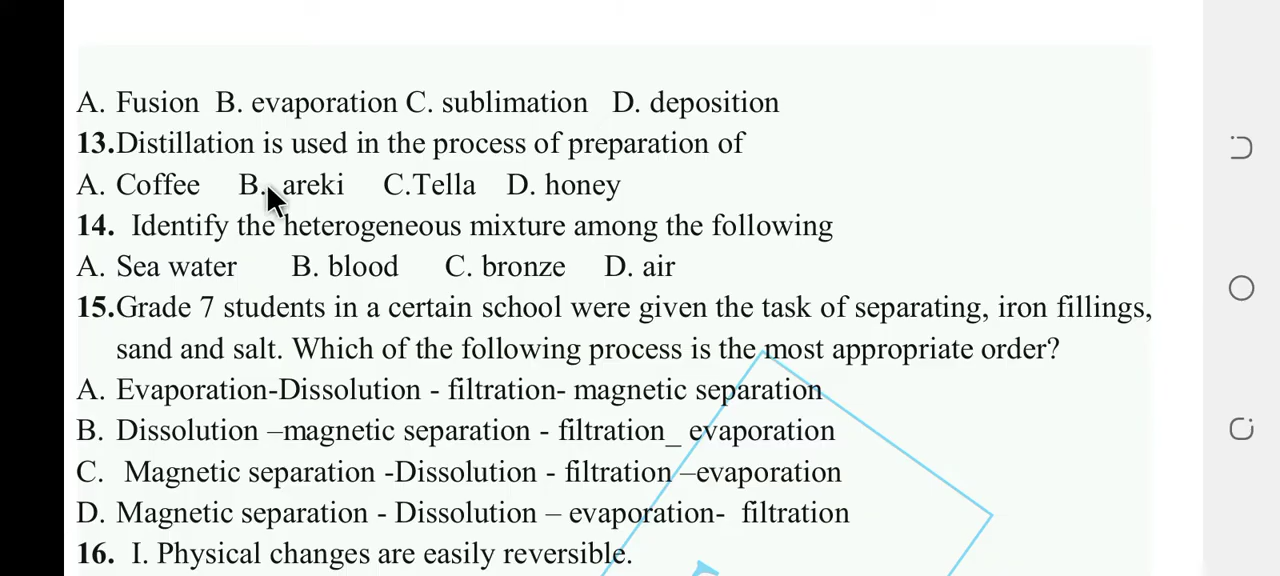 A. Fusion B. evaporation C. sublimation D. deposition
13.Distillation is used in the process of preparation of
A. Coffee B. areki C.Tella D. honey
14. Identify the heterogeneous mixture among the following
A. Sea water B. blood C. bronze D. air
15.Grade 7 students in a certain school were given the task of separating, iron fillings,
sand and salt. Which of the following process is the most appropriate order?
A. Evaporation-Dissolution - filtration- magnetic separation
B. Dissolution –magnetic separation - filtration_ evaporation
C. Magnetic separation -Dissolution - filtration –evaporation
D. Magnetic separation - Dissolution – evaporation- filtration
16. I. Physical changes are easily reversible.